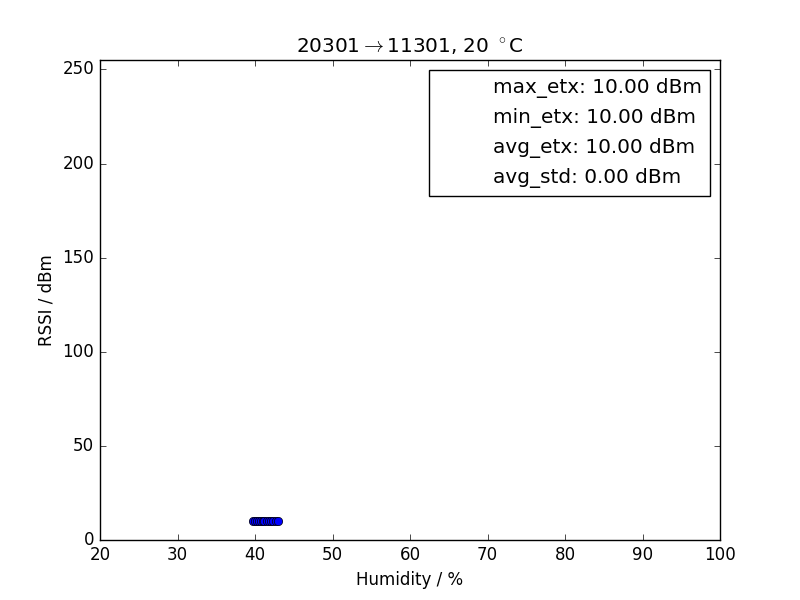 20301→11301, 20 °C
max_etx: 10.00 dBm
min_etx: 10.00 dBm
avg_etx: 10.00 dBm
avg_std: 0.00 dBm
RSSI / dBm
250
200
150
100
50
0
20 30 40 50 60 70 80 90 100
Humidity / %